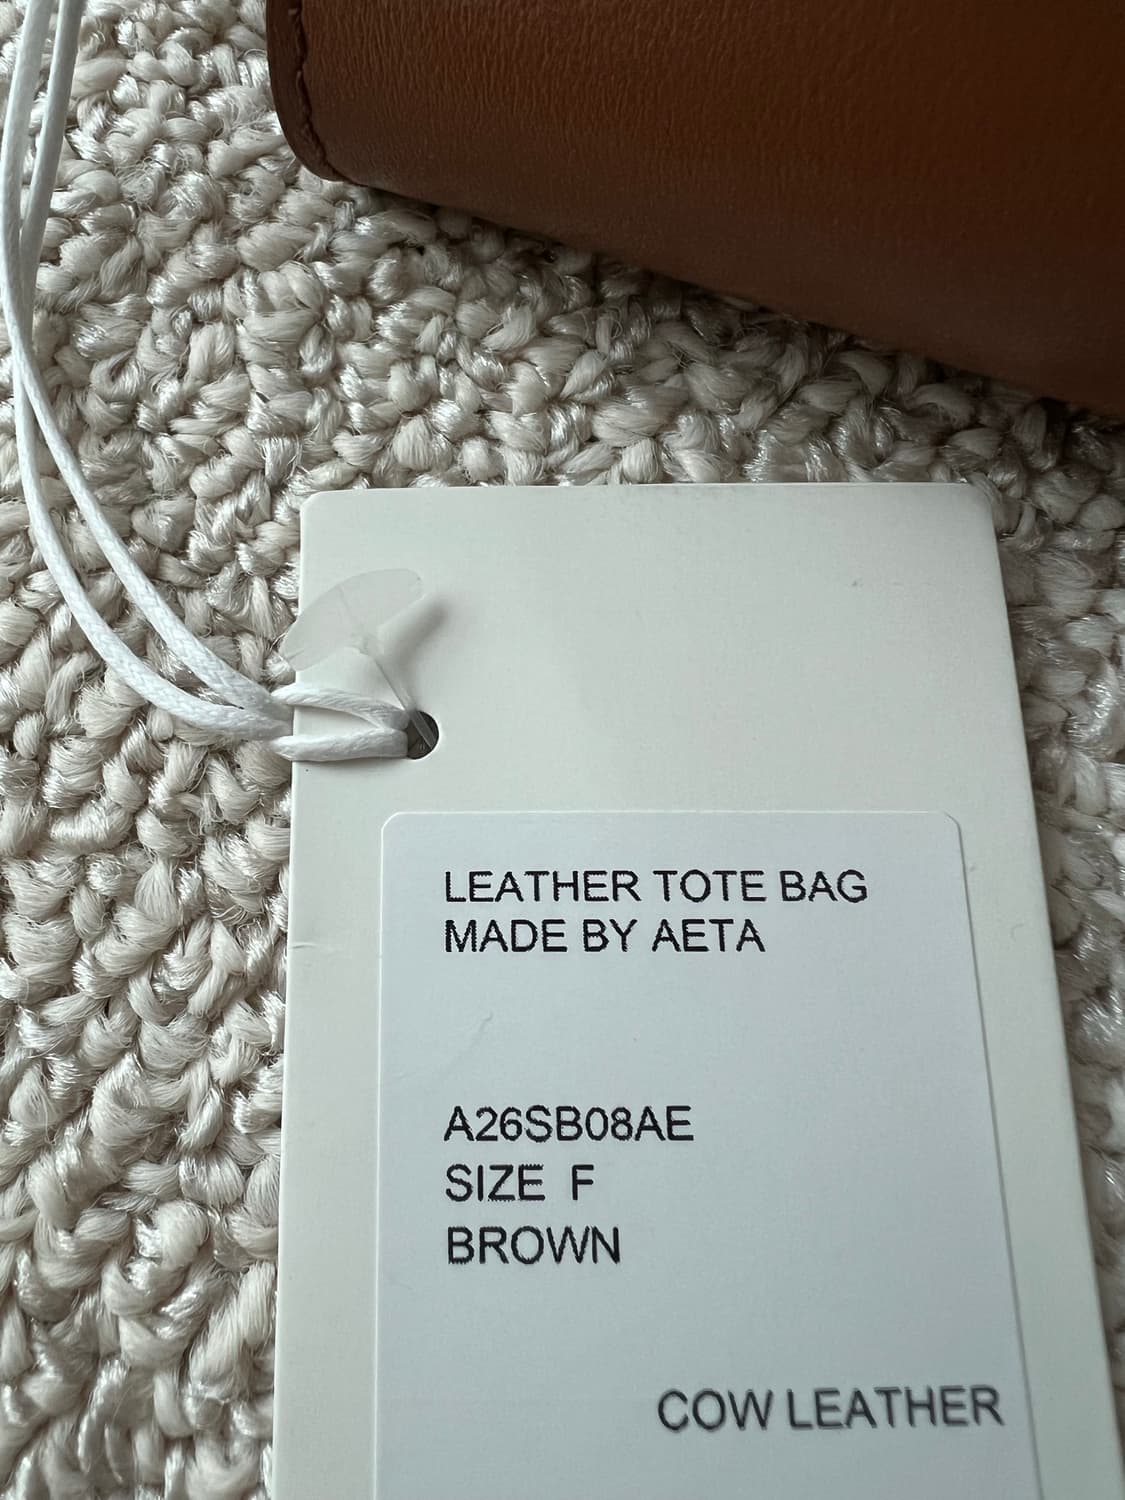 LEATHER TOTE BAG
MADE BY AETA
A26SB08AE
SIZE F
BROWN
COW LEATHER